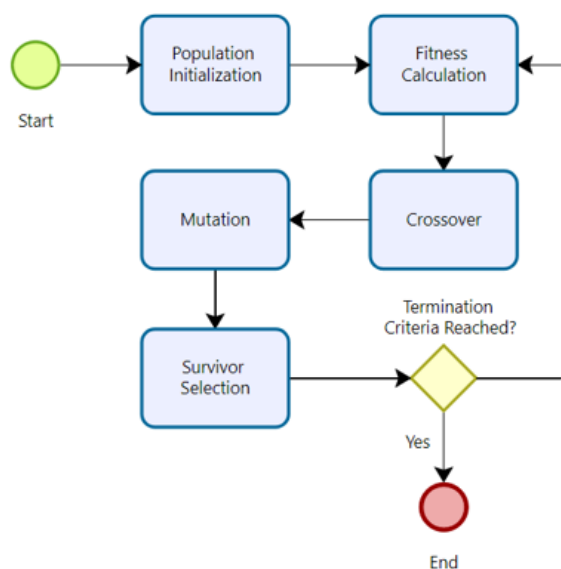 Population
Initialization
Fitness
Calculation
Start
Mutation
Crossover
Termination
Criteria Reached?
Survivor
Selection
Yes
End